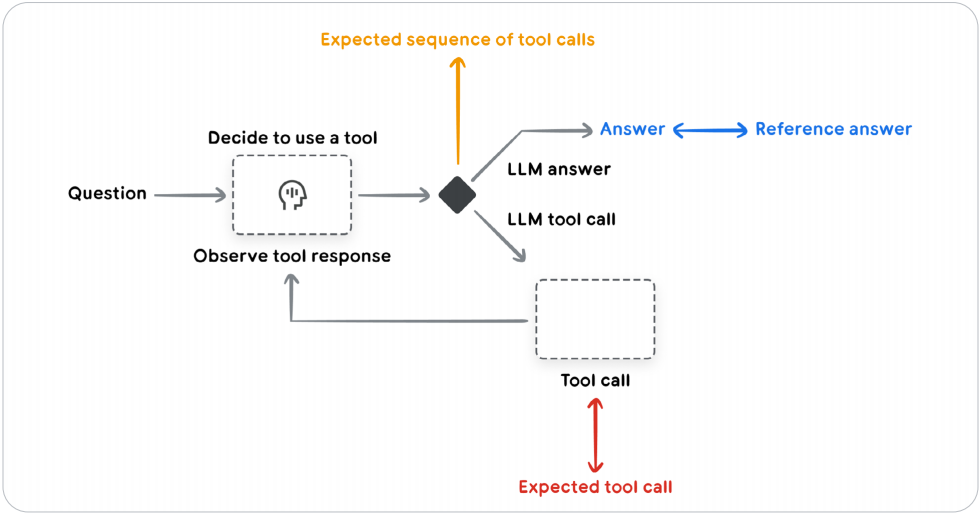 Expected sequence of tool calls
Answer
Reference answer
Decide to use a tool
LLM answer
Question
LLM tool call
Observe tool response
Tool call
Expected tool call